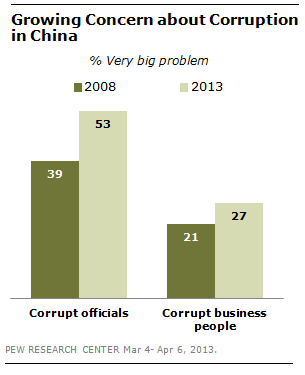 Growing Concern about Corruption
in China
% Very big problem
2008 2013
39 53 21 27
Corrupt officials Corrupt business
people
PEW RESEARCH CENTER Mar 4- Apr 6, 2013.